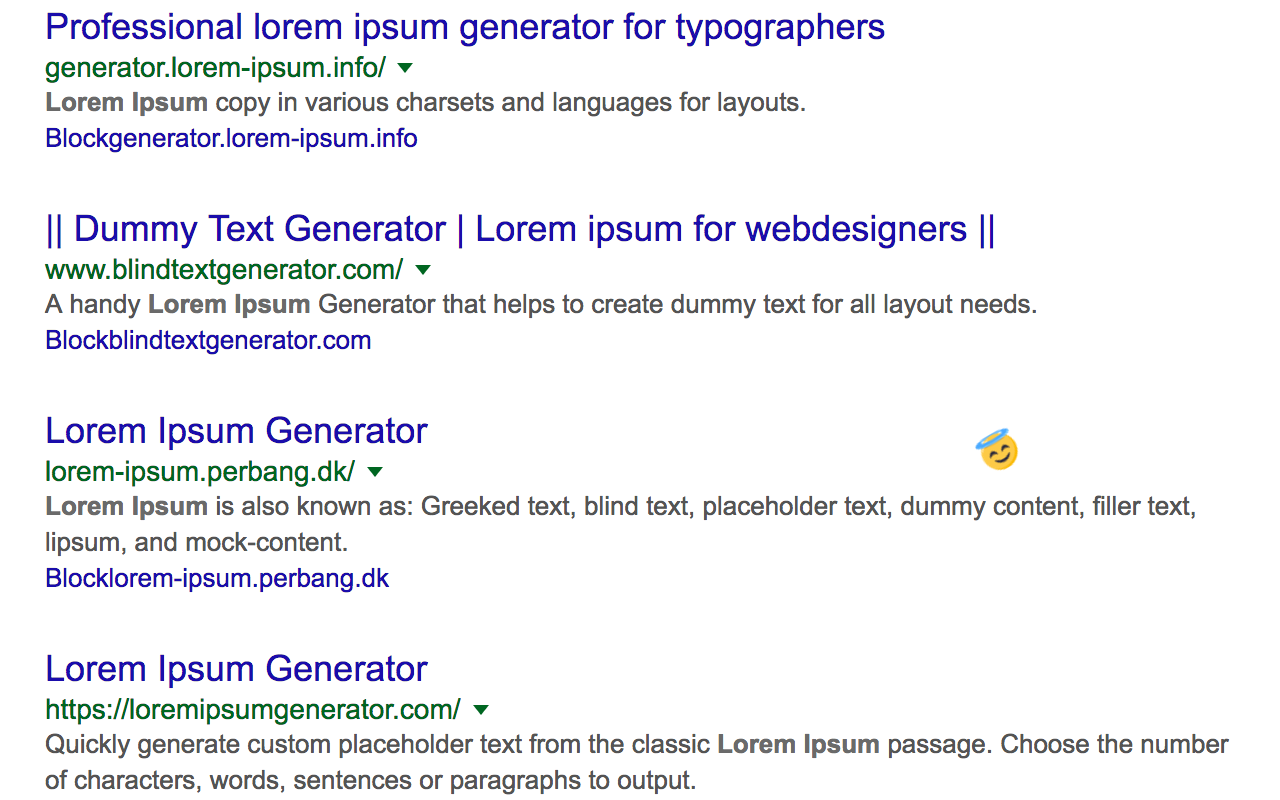 Professional lorem ipsum generator for typographers
generator.lorem-ipsum.info/
Lorem Ipsum copy in various charsets and languages for layouts.
Blockgenerator.lorem-ipsum.info
|| Dummy Text Generator | Lorem ipsum for webdesigners ||
www.blindtextgenerator.com/
A handy Lorem Ipsum Generator that helps to create dummy text for all layout needs.
Blockblindtextgenerator.com
Lorem Ipsum Generator
lorem-ipsum.perbang.dk/
Lorem Ipsum is also known as: Greeked text, blind text, placeholder text, dummy content, filler text,
lipsum, and mock-content.
Blocklorem-ipsum.perbang.dk
Lorem Ipsum Generator
https://loremipsumgenerator.com/
Quickly generate custom placeholder text from the classic Lorem Ipsum passage. Choose the number
of characters, words, sentences or paragraphs to output.